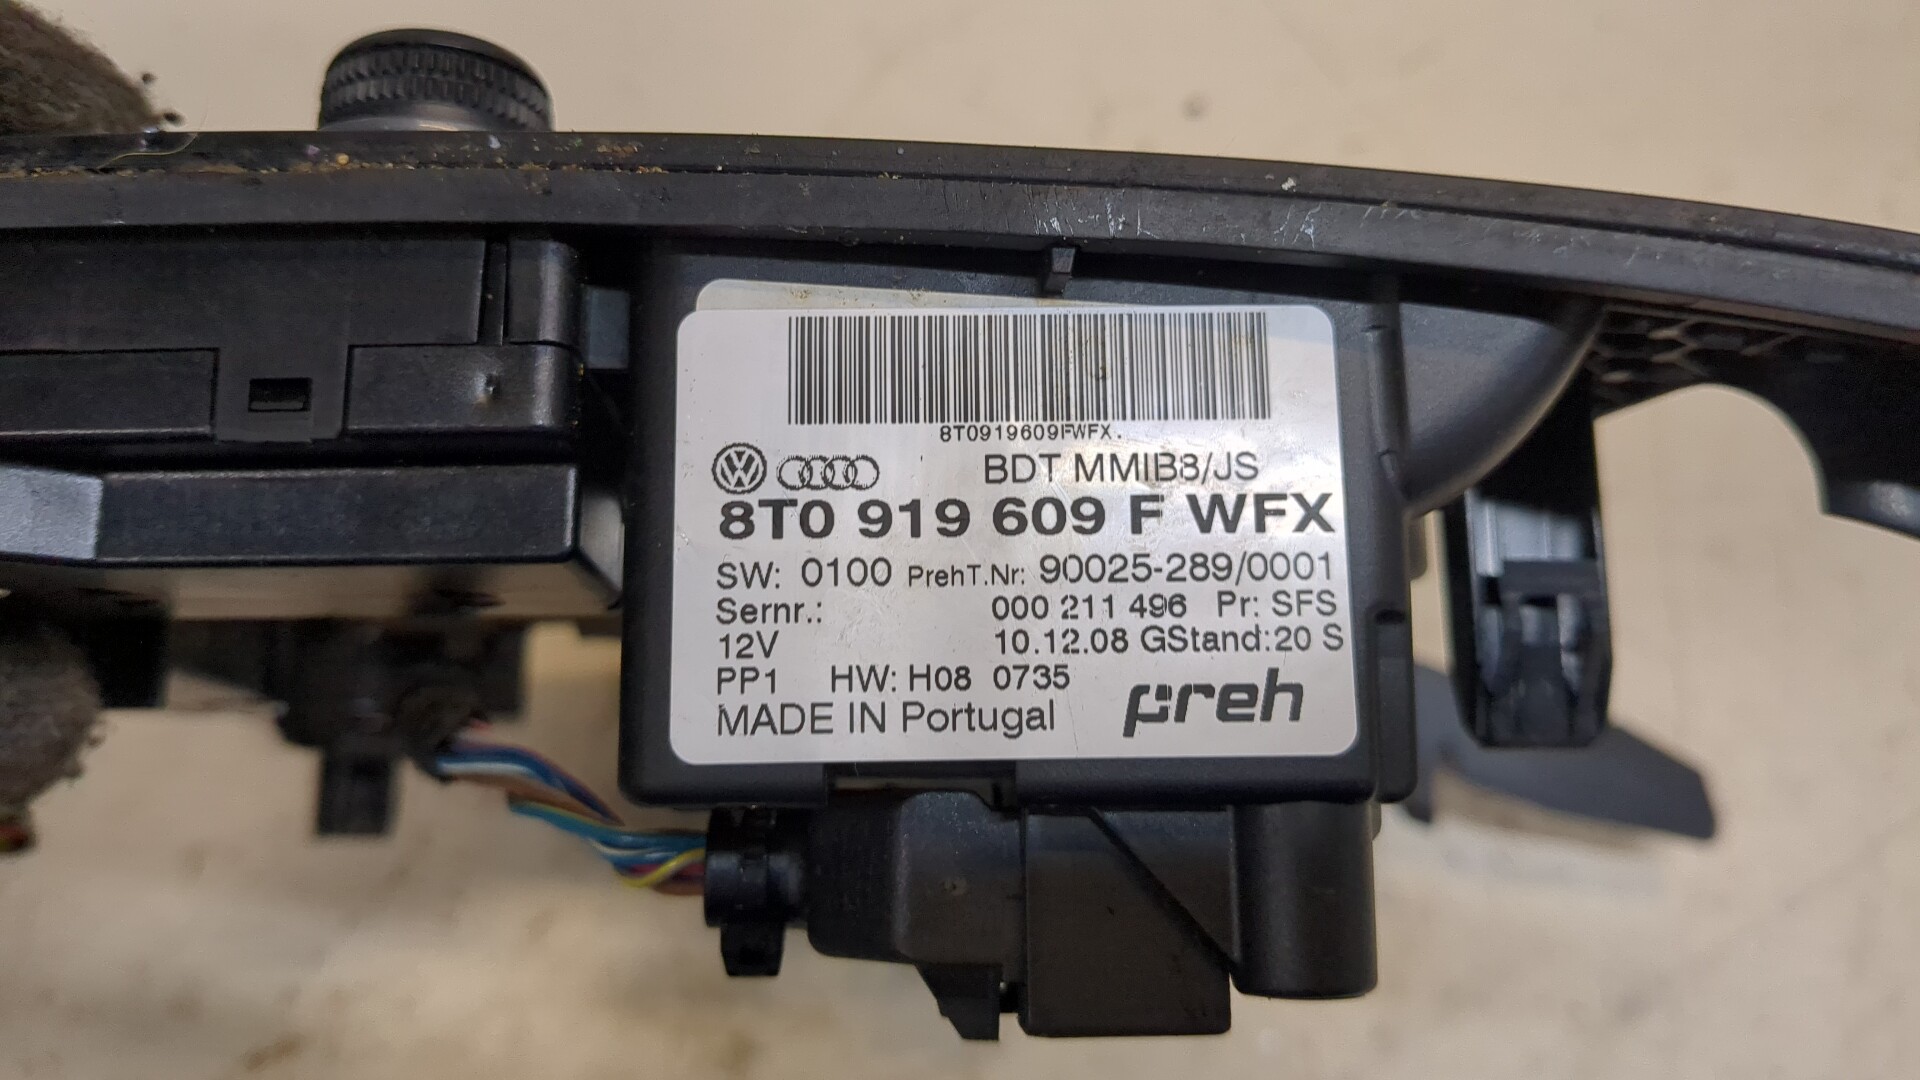 8T0919609FWFX.
BDT MMIB8/JS
8T0 919 609 F WFX
SW: 0100 PrehT.Nr: 90025-289/0001
Sernr.: 000 211 496 Pr: SFS
12V 10.12.08 GStand:20 S
PP1 HW: H08 0735
MADE IN Portugal preh